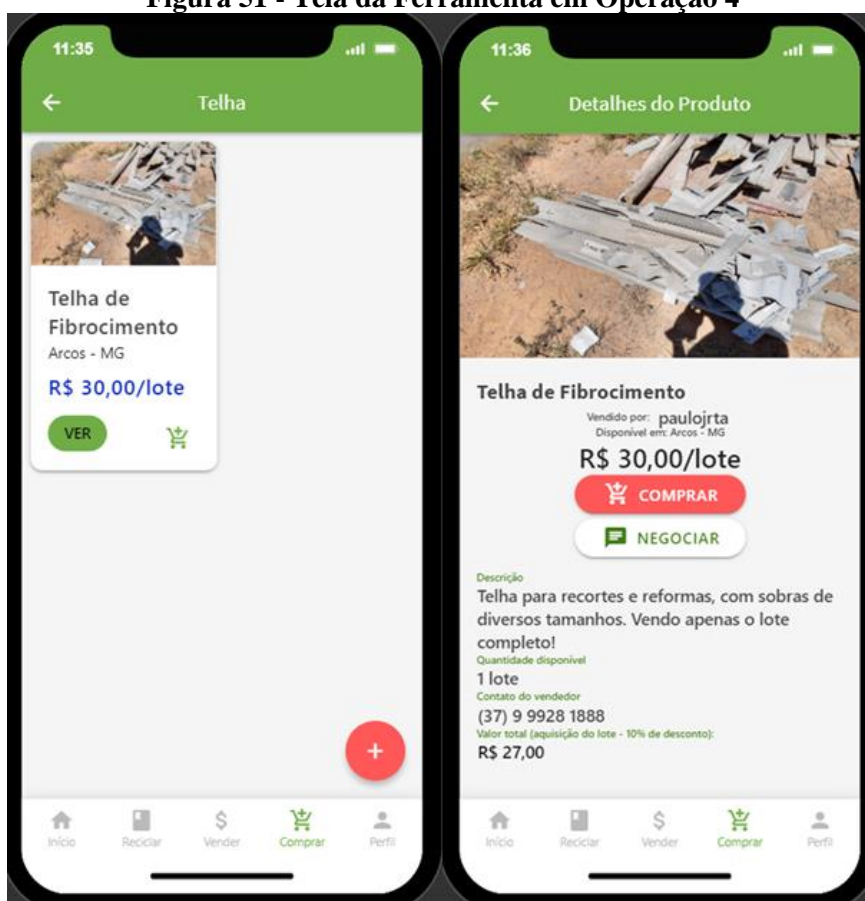 Figura 51 - Tela da Ferramenta em Operação 4
11:35
Telha
Telha de
Fibrocimento
Arcos - MG
R$ 30,00/lote
VER
+
Início
Reciclar
Vender
Comprar
Perfil
11:36
Detalhes do Produto
Telha de Fibrocimento
Vendido por: paulojrta
Disponível em: Arcos - MG
R$ 30,00/lote
COMPRAR
NEGOCIAR
Descrição
Telha para recortes e reformas, com sobras de
diversos tamanhos. Vendo apenas o lote
completo!
Quantidade disponível
1 lote
Contato do vendedor
(37) 9 9928 1888
Valor total (aquisição do lote - 10% de desconto):
R$ 27,00
Início
Reciclar
Vender
Comprar
Perfil